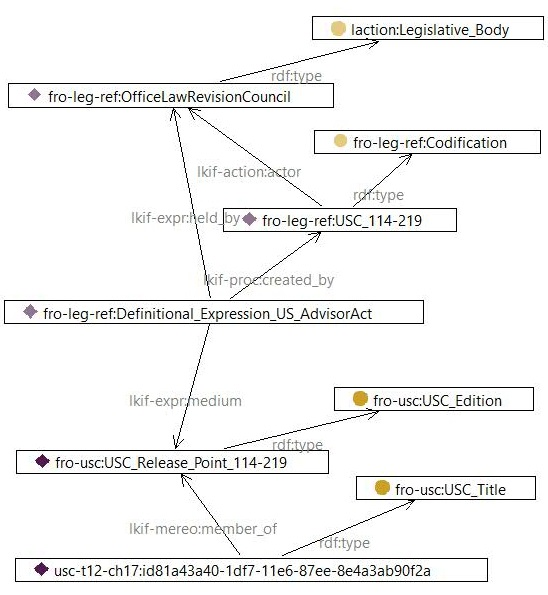 laction:Legislative_Body
rdf:type
fro-leg-ref:OfficeLawRevisionCouncil
fro-leg-ref:Codification
lkif-action:actor
rdf:type
lkif-expr:held_by
fro-leg-ref:USC_114-219
lkif-proc:created_by
fro-leg-ref:Definitional_Expression_US_AdvisorAct
lkif-expr:medium
fro-usc:USC_Edition
rdf:type
fro-usc:USC_Release_Point_114-219
fro-usc:USC_Title
lkif-mereo:member_of
rdf:type
usc-t12-ch17:id81a43a40-1df7-11e6-87ee-8e4a3ab90f2a